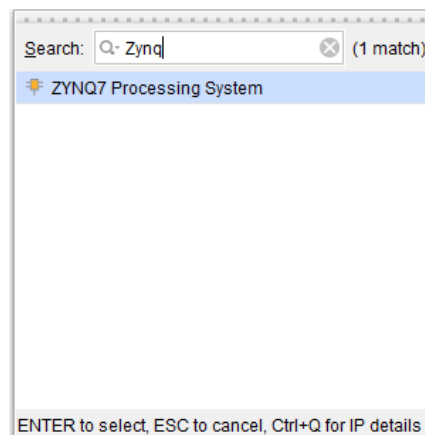 Search: Zynq (1 match)
ZYNQ7 Processing System
ENTER to select, ESC to cancel, Ctrl+Q for IP details